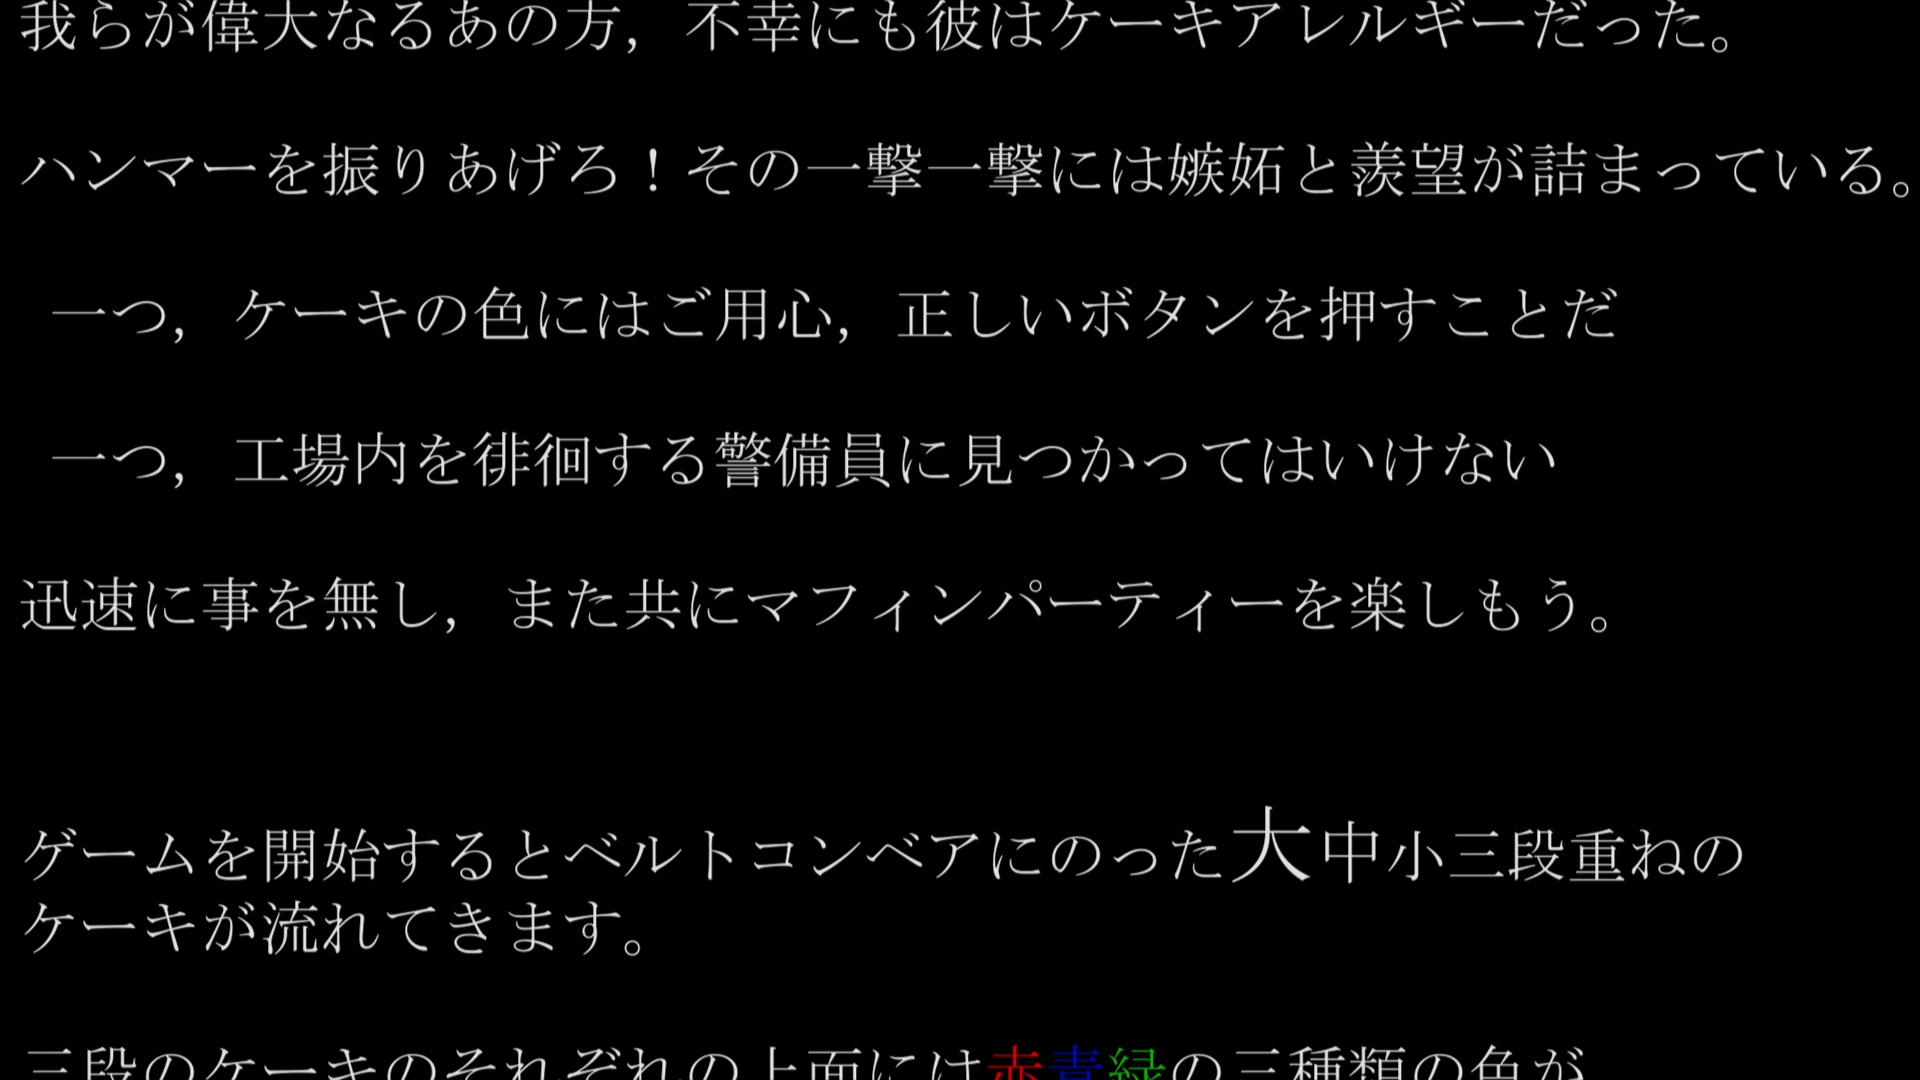 我らが偉大なるあの方，不幸にも彼はケーキアレルギーだった。
ハンマーを振りあげろ！その一撃一撃には嫉妬と羨望が詰まっている。
一つ，ケーキの色にはご用心，正しいボタンを押すことだ
一つ，工場内を徘徊する警備員に見つかってはいけない
迅速に事を無し，また共にマフィンパーティーを楽しもう。
ゲームを開始するとベルトコンベアにのった大中小三段重ねの
ケーキが流れてきます。
三段のケーキのそれぞれの上面には赤青緑の三種類の色が